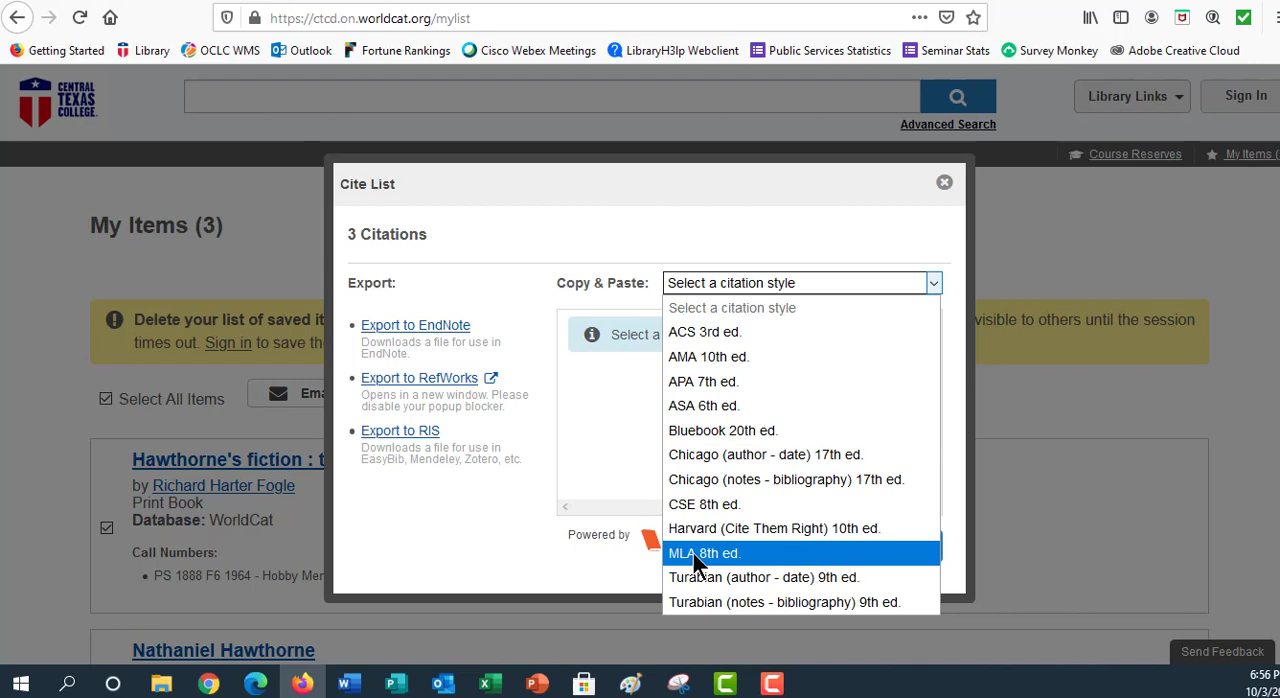 https://ctcd.on.worldcat.org/mylist
Getting Started
Library
OCLC WMS
Outlook
Fortune Rankings
Cisco Webex Meetings
LibraryH3lp Webclient
Public Services Statistics
Seminar Stats
Survey Monkey
Adobe Creative Cloud
CENTRAL
TEXAS
COLLEGE
Library Links
Sign In
Advanced Search
Course Reserves
My Items (
Cite List
My Items (3)
3 Citations
Export:
Copy & Paste:
Select a citation style
Select a citation style
Export to EndNote
Downloads a file for use in
EndNote.
Export to RefWorks
Opens in a new window. Please
disable your popup blocker.
Export to RIS
Downloads a file for use in
EasyBib, Mendeley, Zotero, etc.
Select a
ACS 3rd ed.
AMA 10th ed.
APA 7th ed.
ASA 6th ed.
Bluebook 20th ed.
Chicago (author - date) 17th ed.
Chicago (notes - bibliography) 17th ed.
CSE 8th ed.
Harvard (Cite Them Right) 10th ed.
MLA 8th ed.
Turabian (author - date) 9th ed.
Turabian (notes - bibliography) 9th ed.
Powered by
Delete your list of saved it
visible to others until the session
times out. Sign in to save the
Select All Items
Ema
Hawthorne's fiction : t
by Richard Harter Fogle
Print Book
Database: WorldCat
Call Numbers:
PS 1888 F6 1964 - Hobby Mer
Nathaniel Hawthorne
Send Feedback
6:56 P
10/3/2